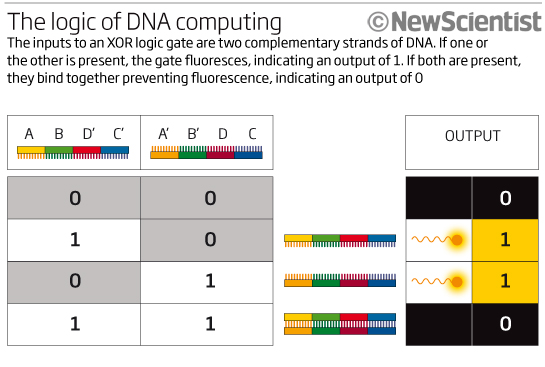 The logic of DNA computing
©NewScientist
The inputs to an XOR logic gate are two complementary strands of DNA. If one or
the other is present, the gate fluoresces, indicating an output of 1. If both are present,
they bind together preventing fluorescence, indicating an output of 0
A B D' C' A' B' D C OUTPUT
0 0 0
1 0 1
0 1 1
1 1 0